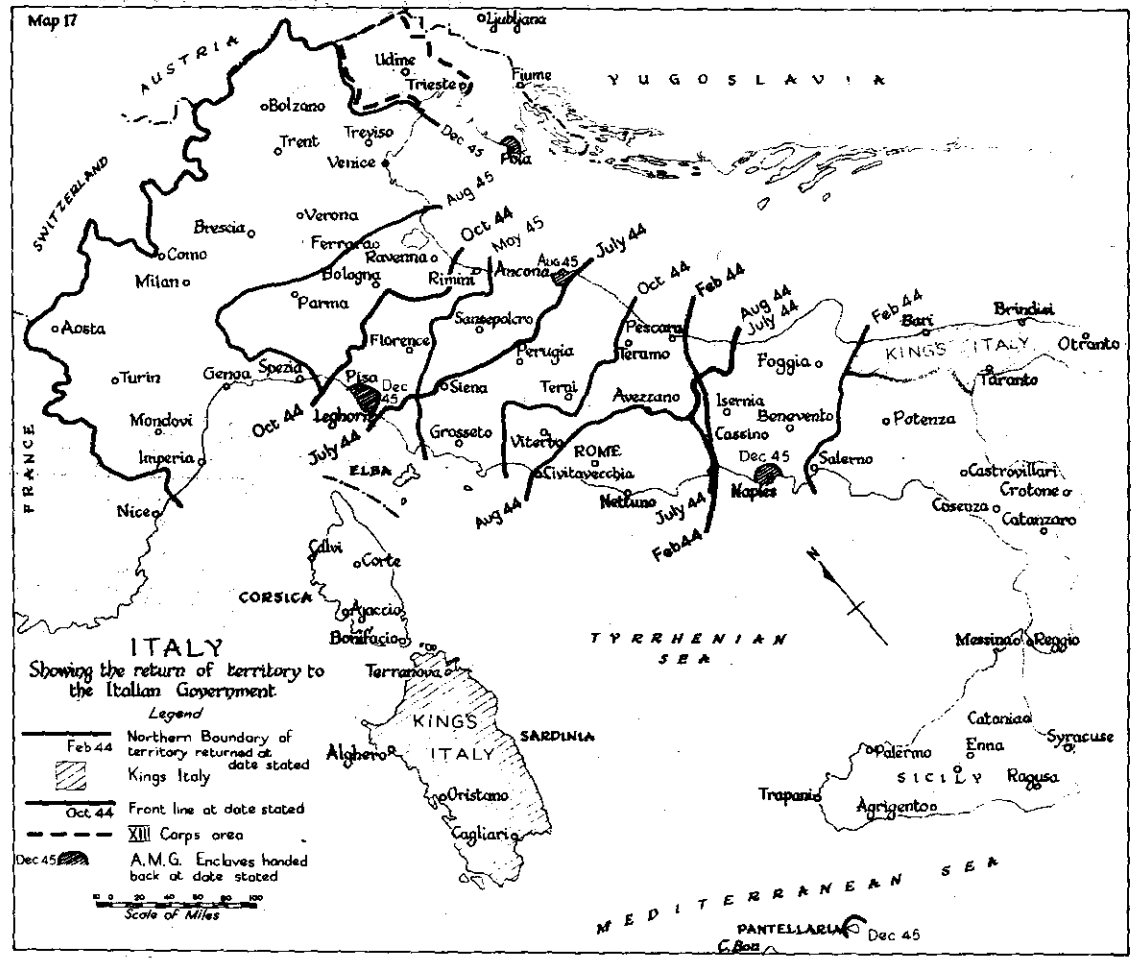 Map 17
Ljubljana
AUSTRIA
YUGOSLAVIA
Udine
Trieste
Fiume
Bolzano
Trent
Treviso
Dec 45
Venice
Pola
SWITZERLAND
Aug 45
Verona
Brescia
Oct 44
May 45
Ferrara
Ravenna
July 44
Como
Rimini
Ancona
Aug 45
Milan
Bologna
Oct 44
Feb 44
Parma
Aug 44
July 44
Feb 44
Aosta
Sansepolcro
Pescara
Bari
Brindisi
Florence
Teramo
KINGS ITALY
Otranto
Perugia
Foggia
Turin
Genoa
Spezia
Pisa
Dec 45
Siena
Terni
Avezzano
Taranto
Oct 44
Leghorn
Isernia
Benevento
Potenza
Mondovi
July 44
Grosseto
Viterbo
Cassino
FRANCE
Imperia
ROME
Dec 45
Salerno
ELBA
Civitavecchia
Castrovillari
Nice
Aug 44
Nettuno
July 44
Naples
Crotone
Cosenza
Feb 44
Catanzaro
Calvi
Corte
N
CORSICA
Ajaccio
Bonifacio
TYRRHENIAN
SEA
Messina
Reggio
ITALY
Showing the return of territory to
the Italian Government
Terranova
Legend
Feb 44
Northern Boundary of
territory returned at
date stated
Kings Italy
Oct 44
Front line at date stated
XIII Corps area
Dec 45
A.M.G. Enclaves handed
back at date stated
10 0 20 40 60 80 100
Scale of Miles
KINGS
ITALY
SARDINIA
Alghero
Oristano
Cagliari
Catania
Palermo
Enna
Syracuse
SICILY
Trapani
Ragusa
Agrigento
MEDITERRANEAN SEA
PANTELLARIA
Dec 45
C. Bon